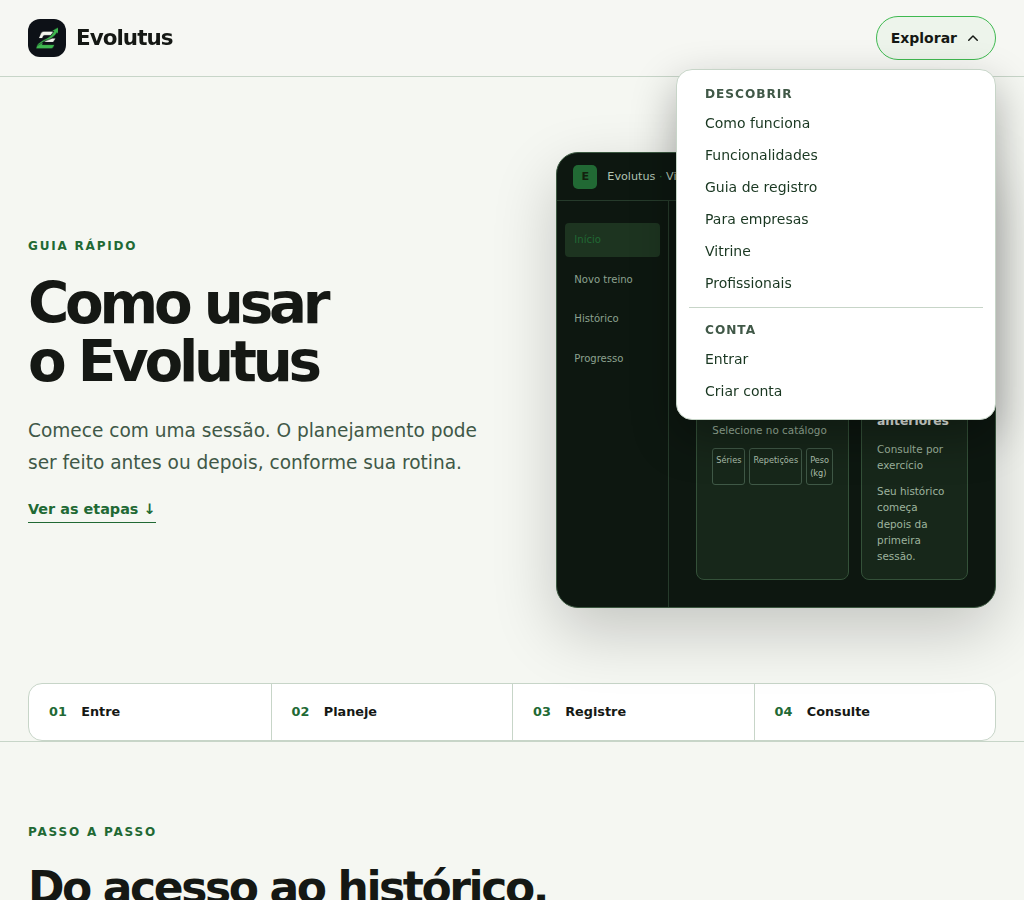 Evolutus
Explorar
DESCOBRIR
Como funciona
Funcionalidades
Guia de registro
Para empresas
Vitrine
Profissionais
CONTA
Entrar
Criar conta
GUIA RÁPIDO
Como usar
o Evolutus
Comece com uma sessão. O planejamento pode
ser feito antes ou depois, conforme sua rotina.
Ver as etapas ↓
E
Evolutus ·
Início
Novo treino
Histórico
Progresso
Selecione no catálogo
Séries
Repetições
Peso
(kg)
anteriores
Consulte por
exercício
Seu histórico
começa
depois da
primeira
sessão.
01 Entre
02 Planeje
03 Registre
04 Consulte
PASSO A PASSO
Do acesso ao histórico.